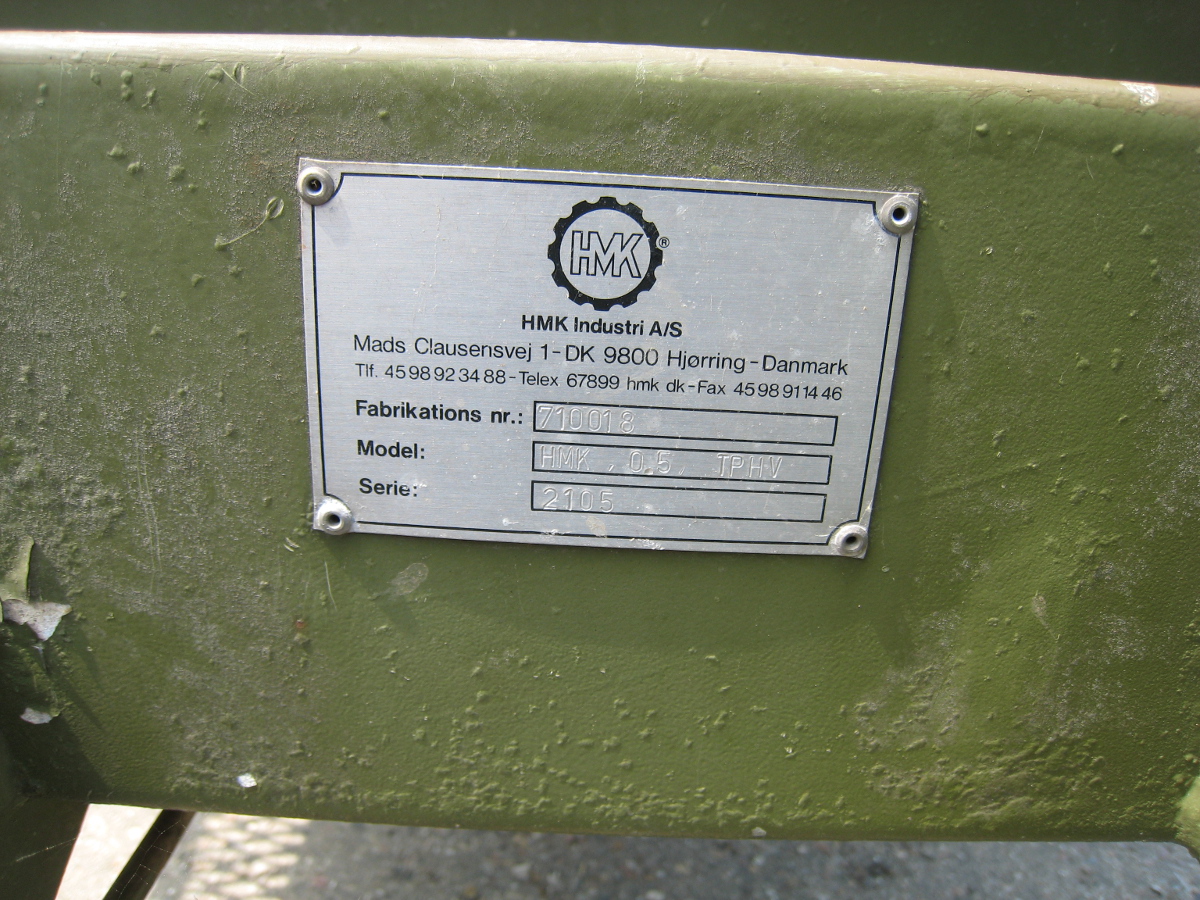 HMK ®
HMK Industri A/S
Mads Clausensvej 1-DK 9800 Hjørring-Danmark
Tlf. 45 98 92 34 88-Telex 67899 hmk dk-Fax 45 98 91 14 46
Fabrikations nr.: 710018
Model: HMK , 0.5, TPHV
Serie: 2105